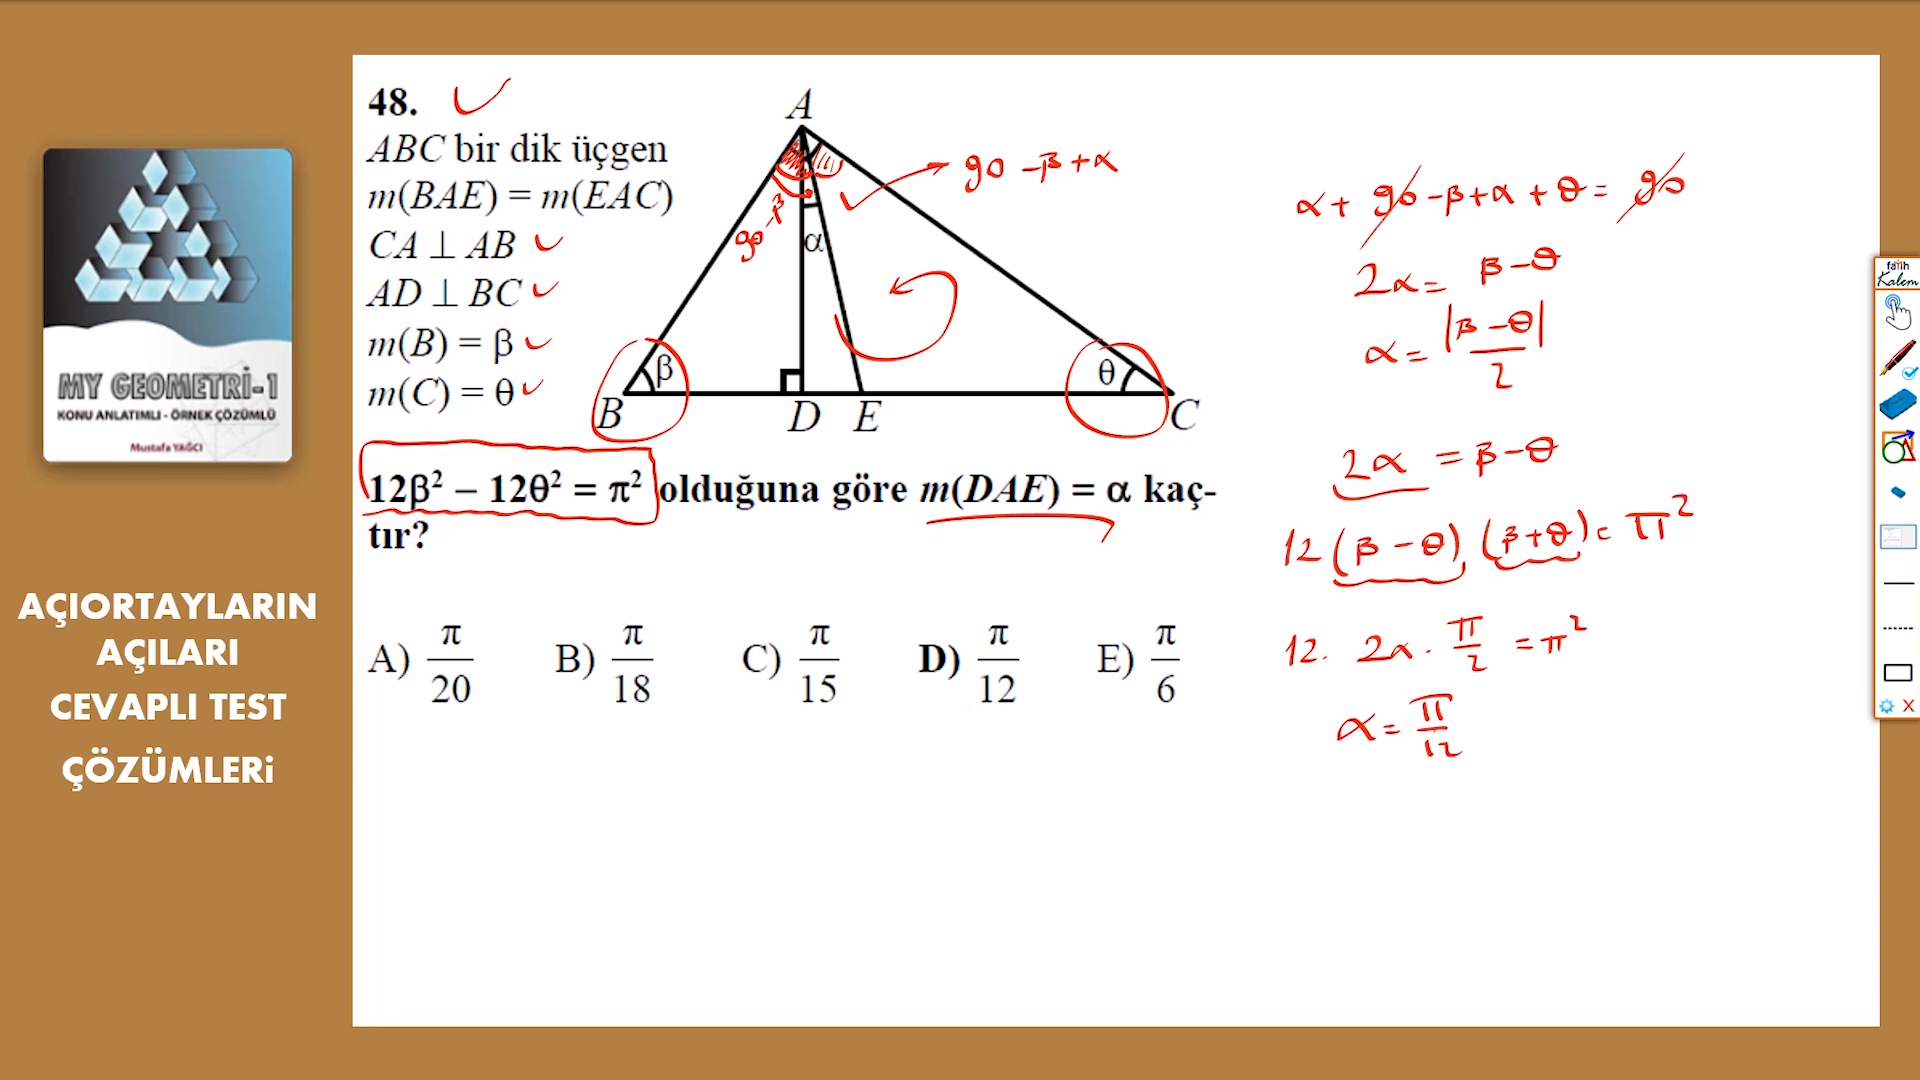 48.
ABC bir dik üçgen
m(BAE) = m(EAC)
CA ⊥ AB
AD ⊥ BC
m(B) = β
m(C) = θ
A
90 -β +α
90 -β
α
β
θ
B
D
E
C
12β² – 12θ² = π² olduğuna göre m(DAE) = α kaç-
tır?
A) π/20 B) π/18 C) π/15 D) π/12 E) π/6
α + 90 -β+α + θ = 90
2α = β-θ
α = |β-θ|/2
2α = β-θ
12 (β - θ) (β+θ) = π²
12. 2α . π/2 = π²
α = π/12
MY GEOMETRİ-1
KONU ANLATIMLI - ÖRNEK ÇÖZÜMLÜ
Mustafa YAĞCI
AÇIORTAYLARIN
AÇILARI
CEVAPLI TEST
ÇÖZÜMLERi
fatih
Kalem
X